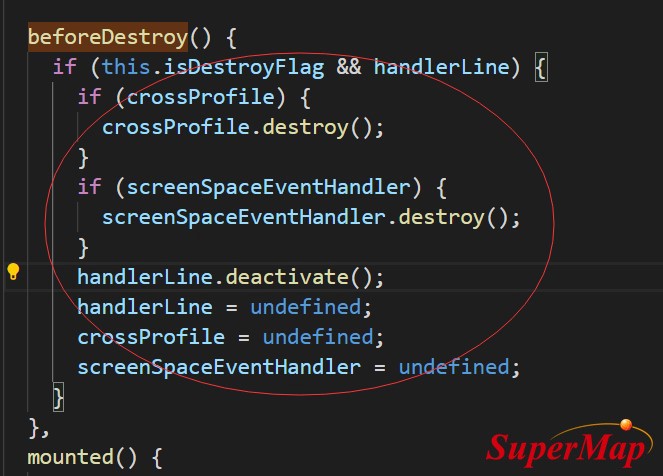 beforeDestroy() {
if (this.isDestroyFlag && handlerLine) {
if (crossProfile) {
crossProfile.destroy();
}
if (screenSpaceEventHandler) {
screenSpaceEventHandler.destroy();
}
handlerLine.deactivate();
handlerLine = undefined;
crossProfile = undefined;
screenSpaceEventHandler = undefined;
}
},
mounted() {
SuperMap